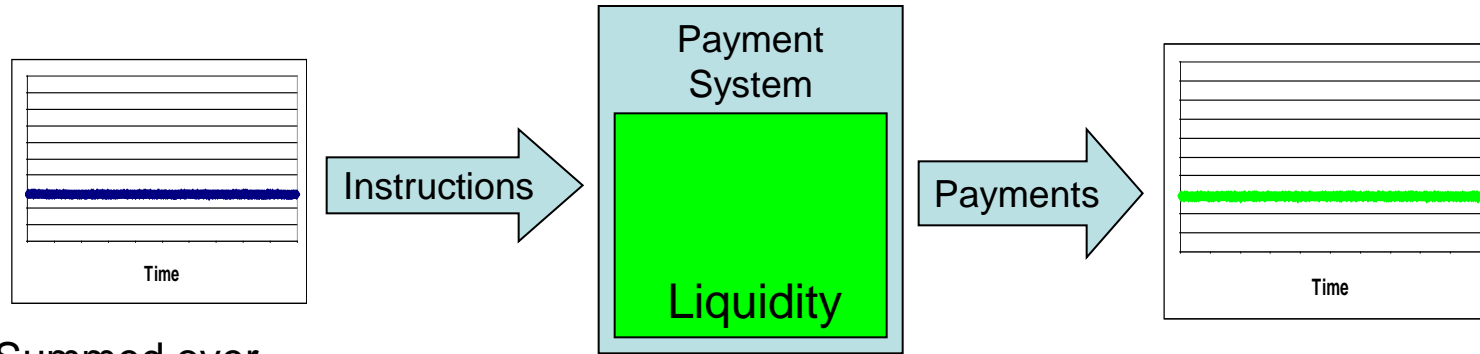 Payment
System
Instructions
Payments
Liquidity
Time
Time
Summed over